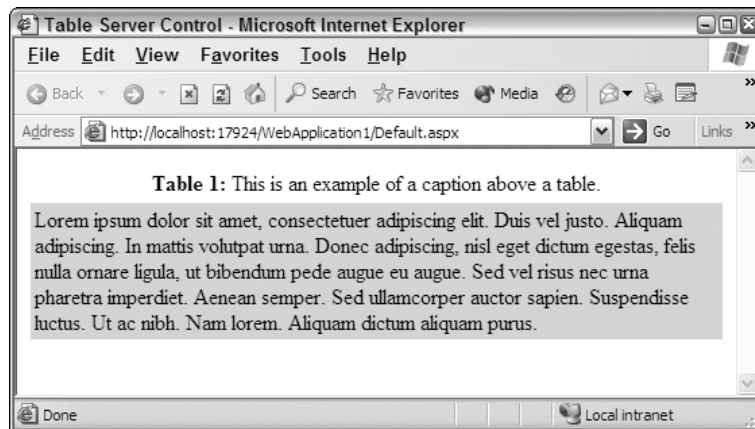 Table Server Control - Microsoft Internet Explorer
File Edit View Favorites Tools Help
Back Search Favorites Media »
Address http://localhost:17924/WebApplication1/Default.aspx Go Links »
Table 1: This is an example of a caption above a table.
Lorem ipsum dolor sit amet, consectetuer adipiscing elit. Duis vel justo. Aliquam
adipiscing. In mattis volutpat urna. Donec adipiscing, nisl eget dictum egestas, felis
nulla ornare ligula, ut bibendum pede augue eu augue. Sed vel risus nec urna
pharetra imperdiet. Aenean semper. Sed ullamcorper auctor sapien. Suspendisse
luctus. Ut ac nibh. Nam lorem. Aliquam dictum aliquam purus.
Done Local intranet